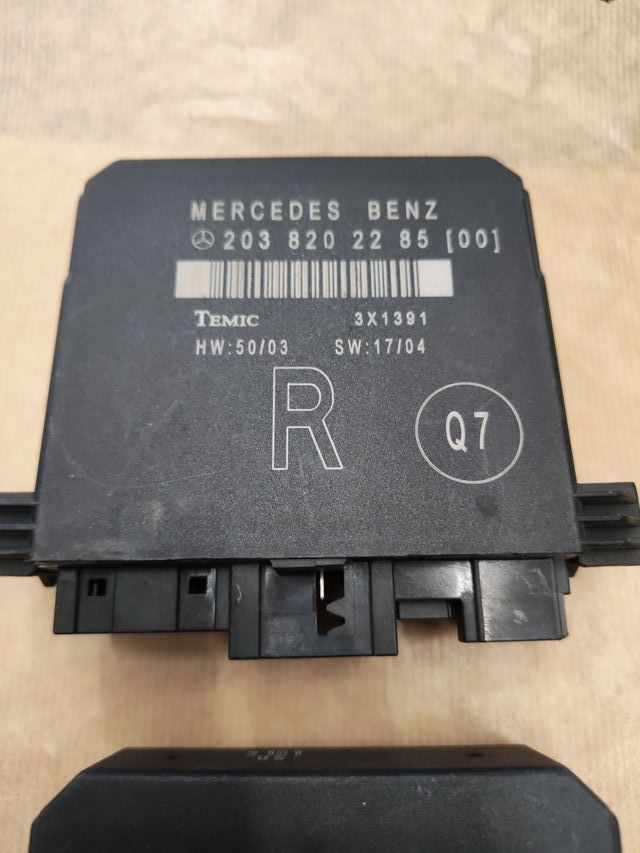 MERCEDES BENZ
203 820 22 85 [00]
TEMIC 3X1391
HW:50/03 SW:17/04
R
Q7